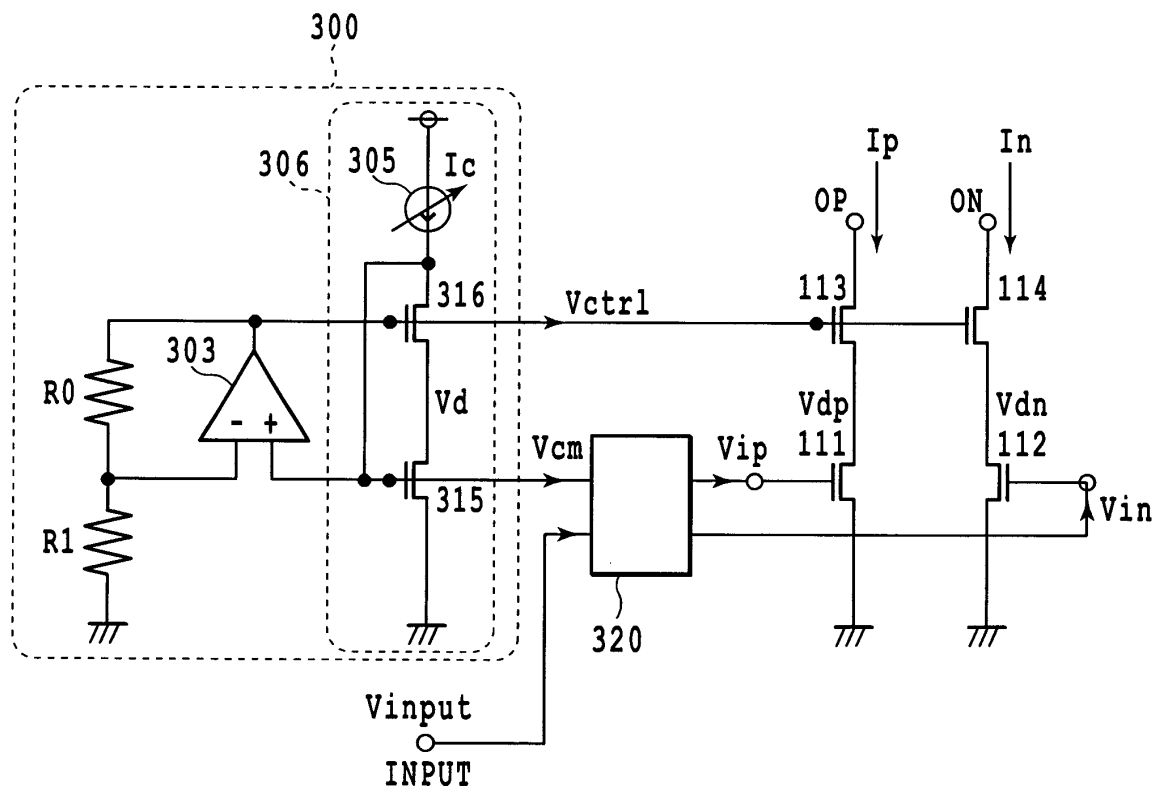 300
306
305
Ic
Ip
In
OP
ON
316
Vctrl
113
114
303
R0
- +
Vd
Vdp
Vdn
Vcm
Vip
111
112
315
R1
Vin
320
Vinput
INPUT